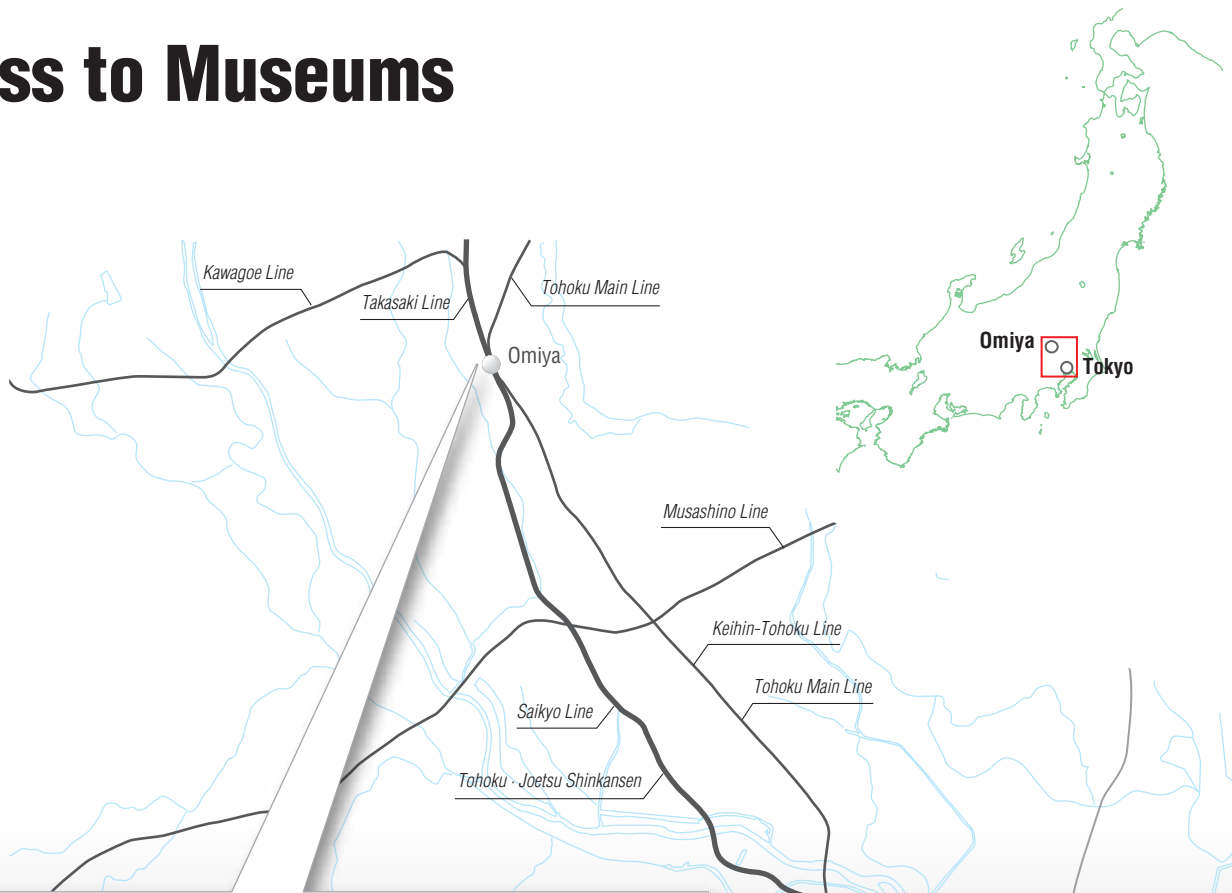 ss to Museums
Kawagoe Line
Takasaki Line
Tohoku Main Line
Omiya
Omiya
Tokyo
Musashino Line
Keihin-Tohoku Line
Tohoku Main Line
Saikyo Line
Tohoku · Joetsu Shinkansen